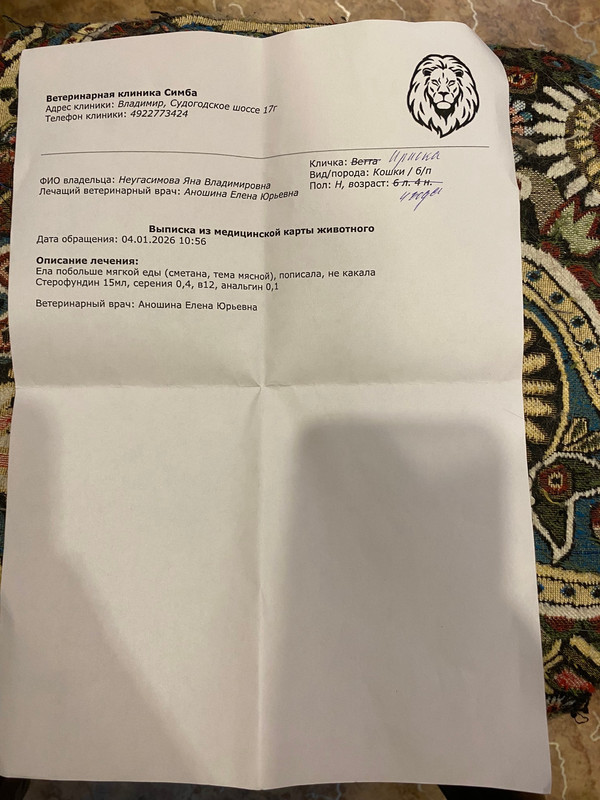 Ветеринарная клиника Симба
Адрес клиники: Владимир, Судогодское шоссе 17Г
Телефон клиники: 4922773424
Кличка: Ветта Ириска
ФИО владельца: Неугасимова Яна Владимировна
Вид/порода: Кошки / б/п
Лечащий ветеринарный врач: Аношина Елена Юрьевна
Пол: Н, возраст: 6 л. 4 н.
4 года
Выписка из медицинской карты животного
Дата обращения: 04.01.2026 10:56
Описание лечения:
Ела побольше мягкой еды (сметана, тема мясной), пописала, не какала
Стерофундин 15мл, серения 0,4, в12, анальгин 0,1
Ветеринарный врач: Аношина Елена Юрьевна